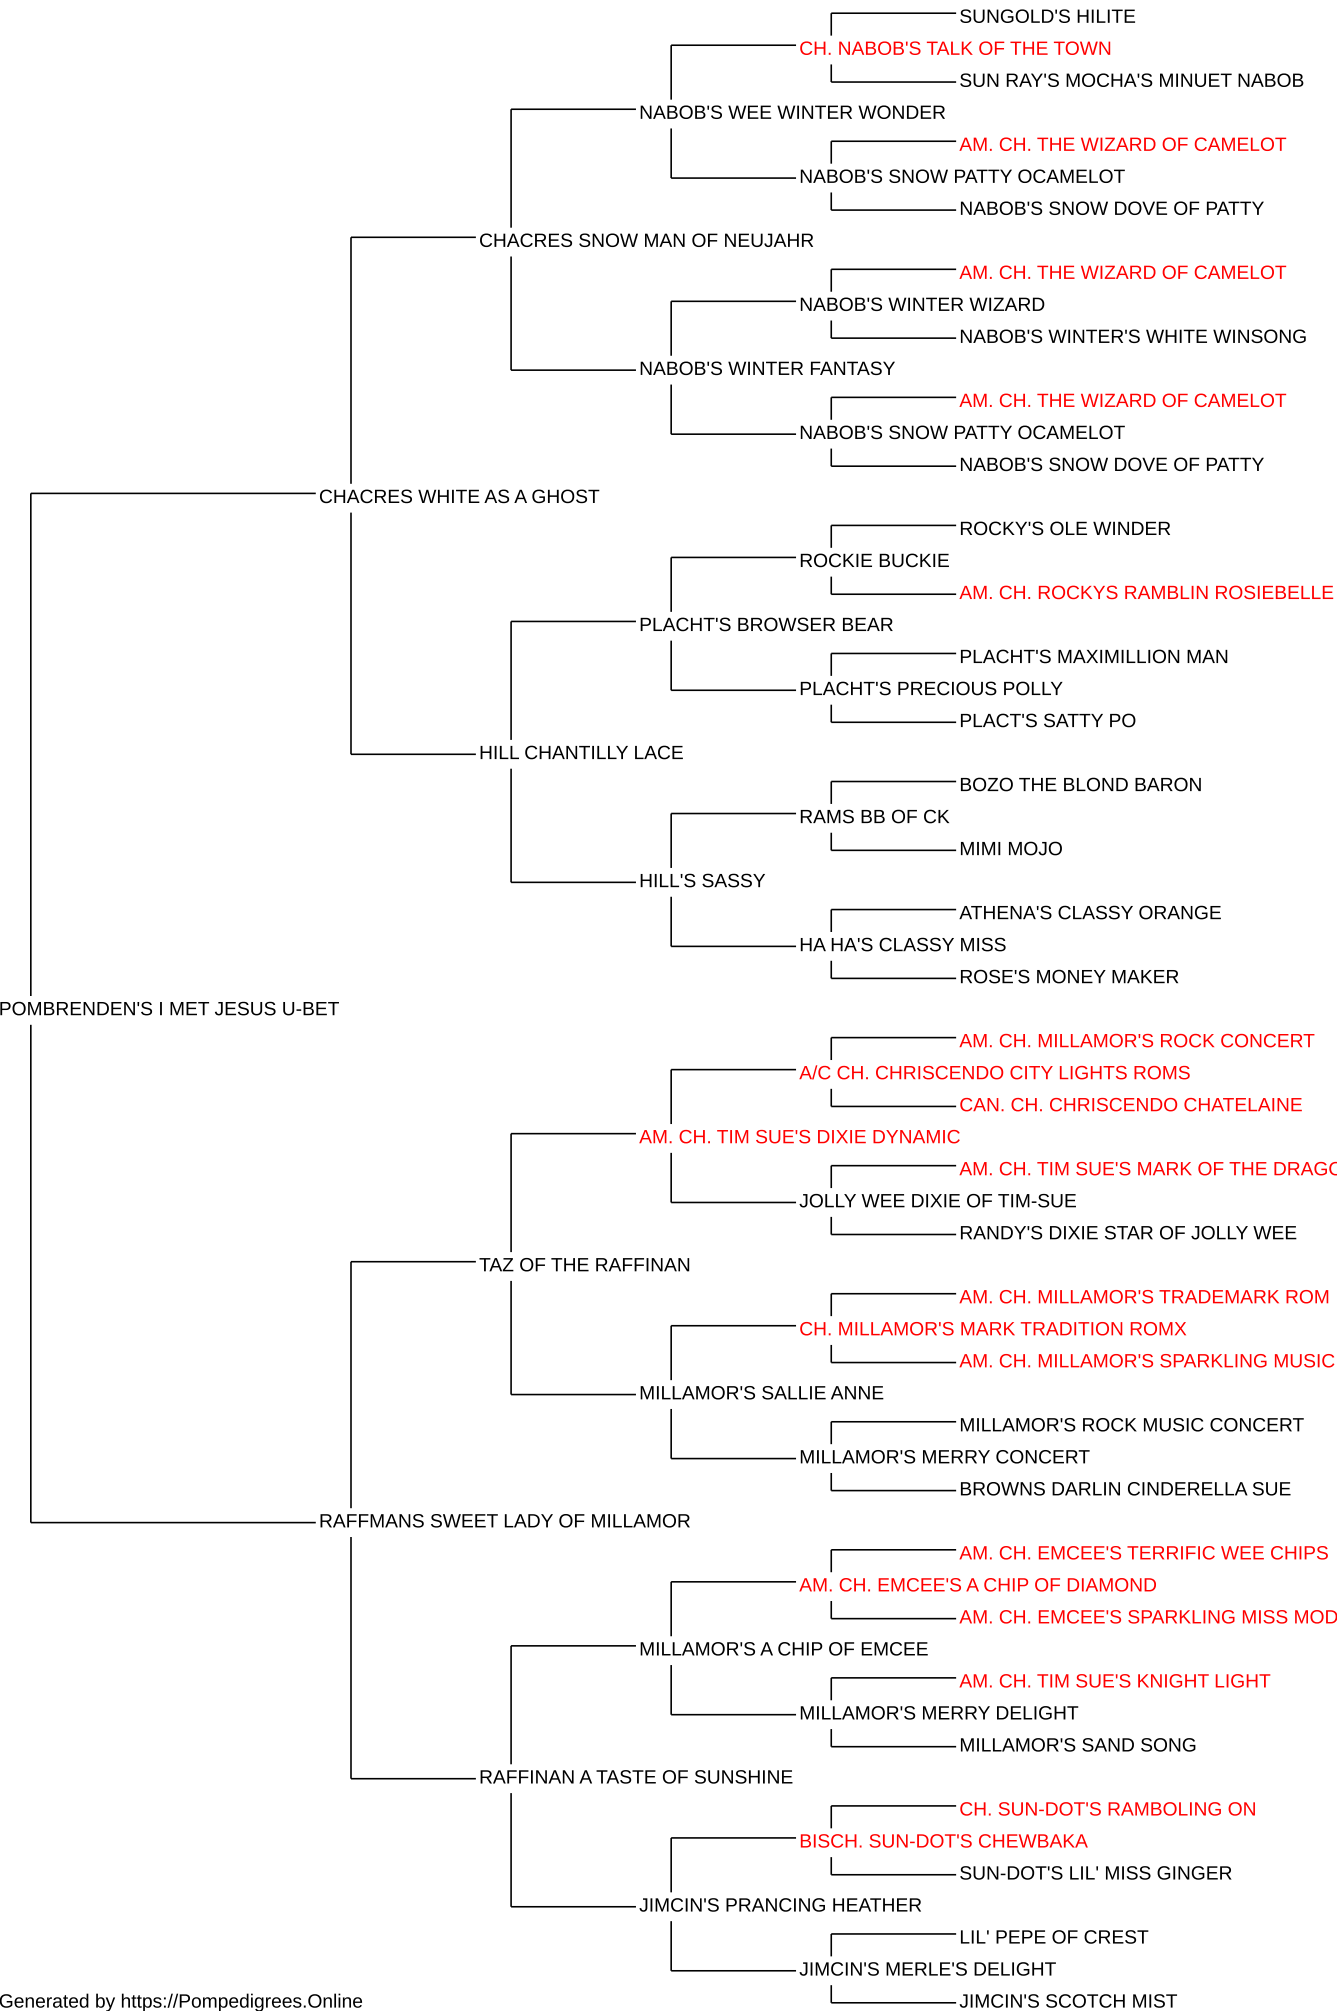 SUNGOLD'S HILITE
CH. NABOB'S TALK OF THE TOWN
SUN RAY'S MOCHA'S MINUET NABOB
NABOB'S WEE WINTER WONDER
AM. CH. THE WIZARD OF CAMELOT
NABOB'S SNOW PATTY OCAMELOT
NABOB'S SNOW DOVE OF PATTY
CHACRES SNOW MAN OF NEUJAHR
AM. CH. THE WIZARD OF CAMELOT
NABOB'S WINTER WIZARD
NABOB'S WINTER'S WHITE WINSONG
NABOB'S WINTER FANTASY
AM. CH. THE WIZARD OF CAMELOT
NABOB'S SNOW PATTY OCAMELOT
NABOB'S SNOW DOVE OF PATTY
CHACRES WHITE AS A GHOST
ROCKY'S OLE WINDER
ROCKIE BUCKIE
AM. CH. ROCKYS RAMBLIN ROSIEBELLE
PLACHT'S BROWSER BEAR
PLACHT'S MAXIMILLION MAN
PLACHT'S PRECIOUS POLLY
PLACT'S SATTY PO
HILL CHANTILLY LACE
BOZO THE BLOND BARON
RAMS BB OF CK
MIMI MOJO
HILL'S SASSY
ATHENA'S CLASSY ORANGE
HA HA'S CLASSY MISS
ROSE'S MONEY MAKER
POMBRENDEN'S I MET JESUS U-BET
AM. CH. MILLAMOR'S ROCK CONCERT
A/C CH. CHRISCENDO CITY LIGHTS ROMS
CAN. CH. CHRISCENDO CHATELAINE
AM. CH. TIM SUE'S DIXIE DYNAMIC
AM. CH. TIM SUE'S MARK OF THE
JOLLY WEE DIXIE OF TIM-SUE
RANDY'S DIXIE STAR OF JOLLY WEE
TAZ OF THE RAFFINAN
AM. CH. MILLAMOR'S TRADEMARK ROM
CH. MILLAMOR'S MARK TRADITION ROMX
AM. CH. MILLAMOR'S SPARKLING MUSIC
MILLAMOR'S SALLIE ANNE
MILLAMOR'S ROCK MUSIC CONCERT
MILLAMOR'S MERRY CONCERT
BROWNS DARLIN CINDERELLA SUE
RAFFMANS SWEET LADY OF MILLAMOR
AM. CH. EMCEE'S TERRIFIC WEE CHIPS
AM. CH. EMCEE'S A CHIP OF DIAMOND
AM. CH. EMCEE'S SPARKLING MISS MOD
MILLAMOR'S A CHIP OF EMCEE
AM. CH. TIM SUE'S KNIGHT LIGHT
MILLAMOR'S MERRY DELIGHT
MILLAMOR'S SAND SONG
RAFFINAN A TASTE OF SUNSHINE
CH. SUN-DOT'S RAMBOLING ON
BISCH. SUN-DOT'S CHEWBAKA
SUN-DOT'S LIL' MISS GINGER
JIMCIN'S PRANCING HEATHER
LIL' PEPE OF CREST
JIMCIN'S MERLE'S DELIGHT
JIMCIN'S SCOTCH MIST
Generated by https://Pompedigrees.Online